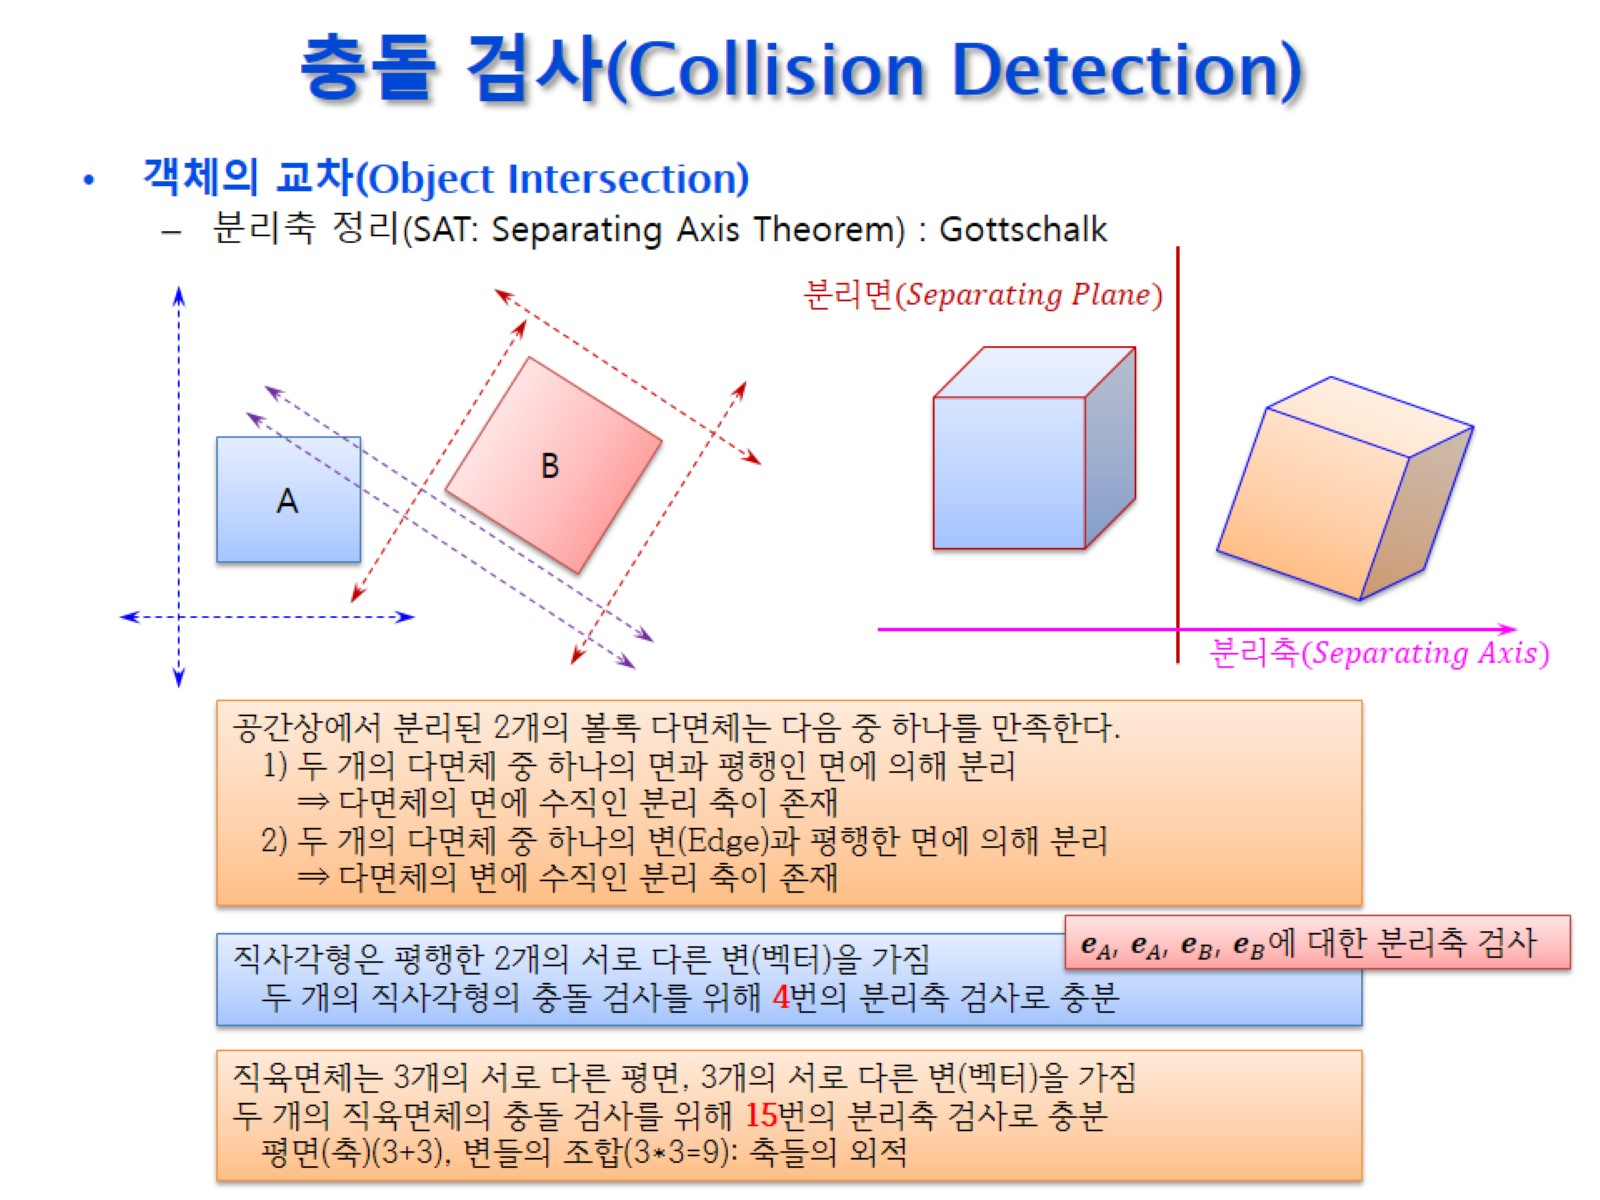 충돌 검사(Collision Detection)
• 객체의 교차(Object Intersection)
– 분리축 정리(SAT: Separating Axis Theorem) : Gottschalk
분리면(Separating Plane)
A
B
분리축(Separating Axis)
공간상에서 분리된 2개의 볼록 다면체는 다음 중 하나를 만족한다.
1) 두 개의 다면체 중 하나의 면과 평행인 면에 의해 분리
⇒ 다면체의 면에 수직인 분리 축이 존재
2) 두 개의 다면체 중 하나의 변(Edge)과 평행한 면에 의해 분리
⇒ 다면체의 변에 수직인 분리 축이 존재
e_A, e_A, e_B, e_B에 대한 분리축 검사
직사각형은 평행한 2개의 서로 다른 변(벡터)을 가짐
두 개의 직사각형의 충돌 검사를 위해 4번의 분리축 검사로 충분
직육면체는 3개의 서로 다른 평면, 3개의 서로 다른 변(벡터)을 가짐
두 개의 직육면체의 충돌 검사를 위해 15번의 분리축 검사로 충분
평면(축)(3+3), 변들의 조합(3*3=9): 축들의 외적